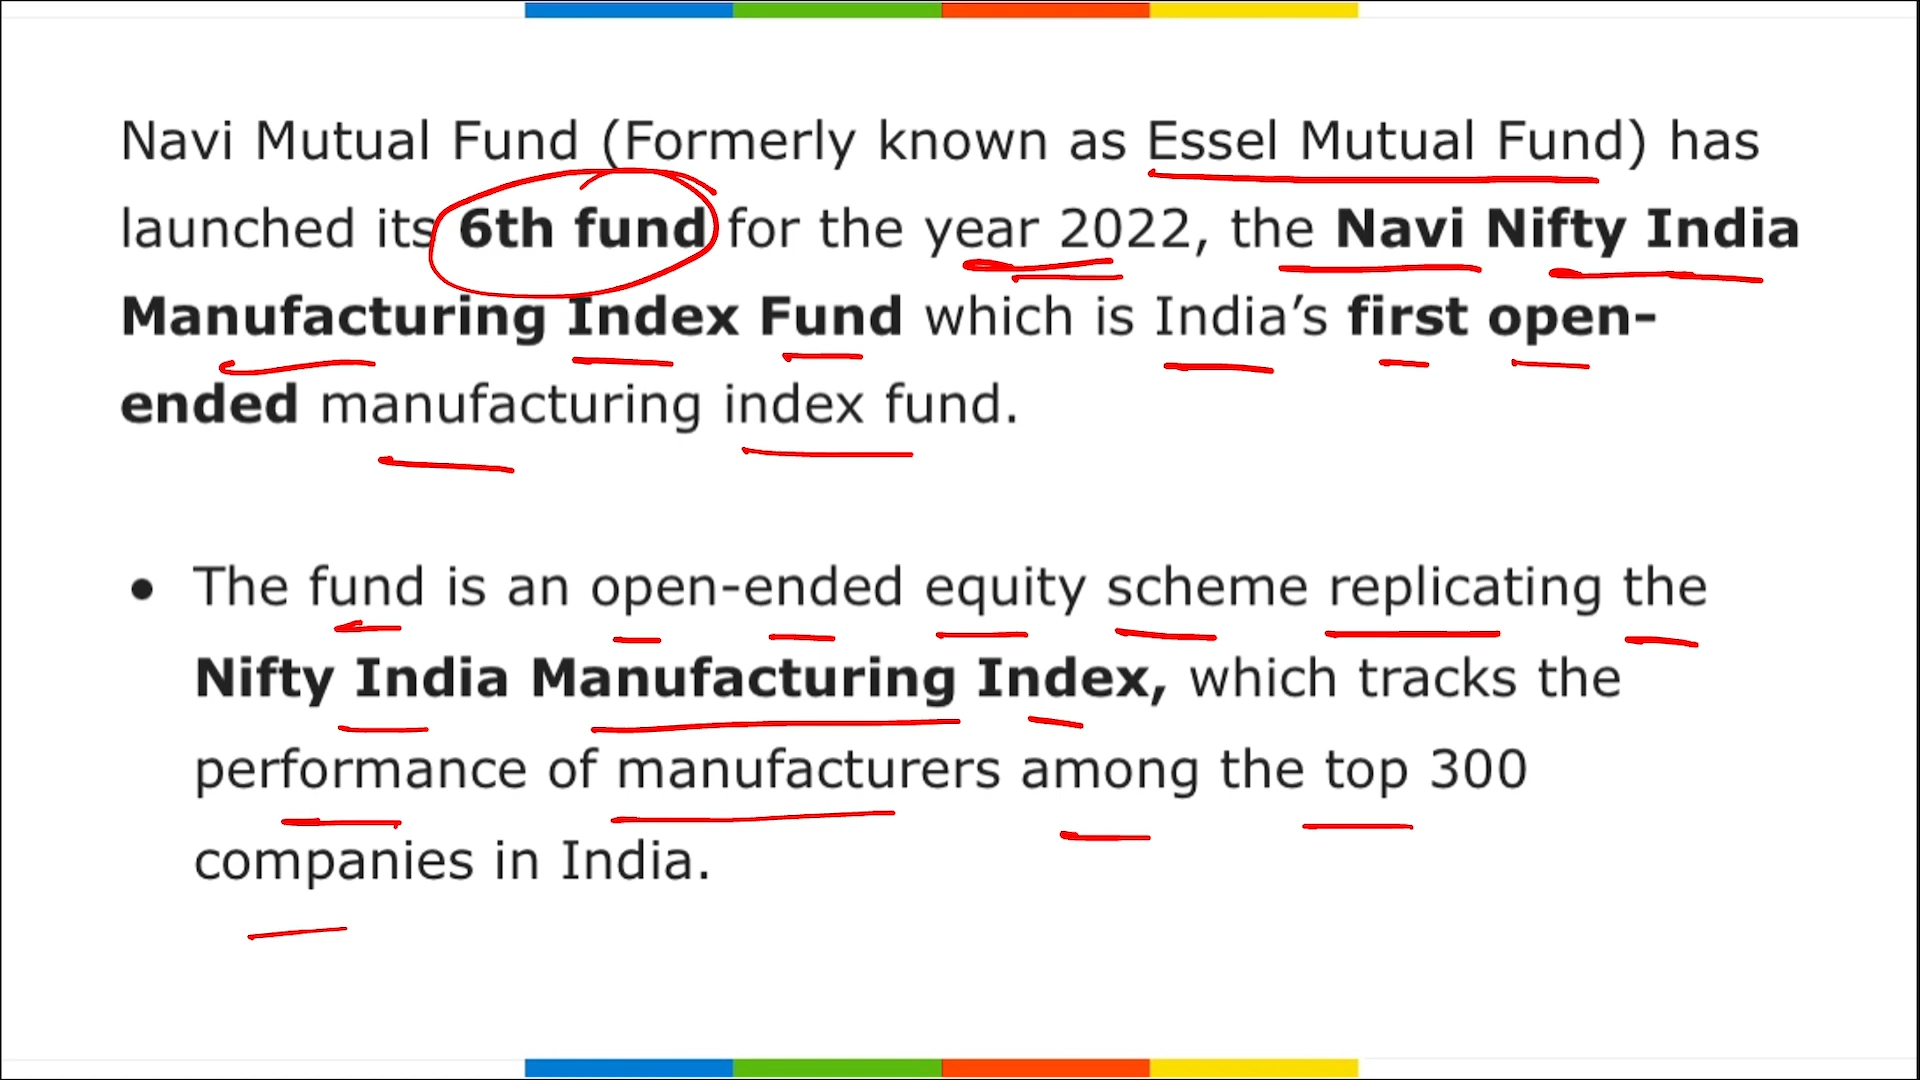 Navi Mutual Fund (Formerly known as Essel Mutual Fund) has
launched its 6th fund for the year 2022, the Navi Nifty India
Manufacturing Index Fund which is India’s first open-
ended manufacturing index fund.
• The fund is an open-ended equity scheme replicating the
Nifty India Manufacturing Index, which tracks the
performance of manufacturers among the top 300
companies in India.